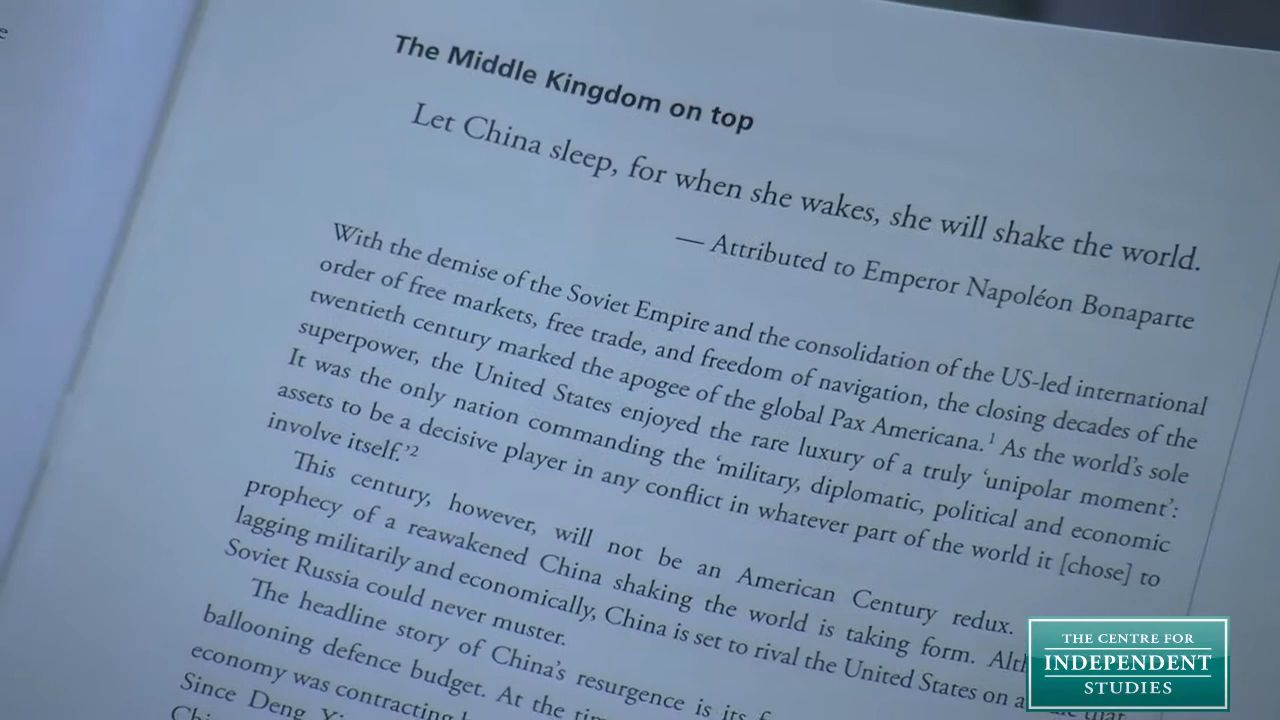 The Middle Kingdom on top
Let China sleep, for when she wakes, she will shake the world.
— Attributed to Emperor Napoléon Bonaparte
With the demise of the Soviet Empire and the consolidation of the US-led international
order of free markets, free trade, and freedom of navigation, the closing decades of the
twentieth century marked the apogee of the global Pax Americana.¹ As the world’s sole
superpower, the United States enjoyed the rare luxury of a truly ‘unipolar moment’:
It was the only nation commanding the ‘military, diplomatic, political and economic
assets to be a decisive player in any conflict in whatever part of the world it [chose] to
involve itself.’²
This century, however, will not be an American Century redux.
prophecy of a reawakened China shaking the world is taking form.
lagging militarily and economically, China is set to rival the United States on a
Soviet Russia could never muster.
The headline story of China’s resurgence is its
ballooning defence budget. At the
economy was contracting
Since Deng
THE CENTRE FOR
INDEPENDENT
STUDIES